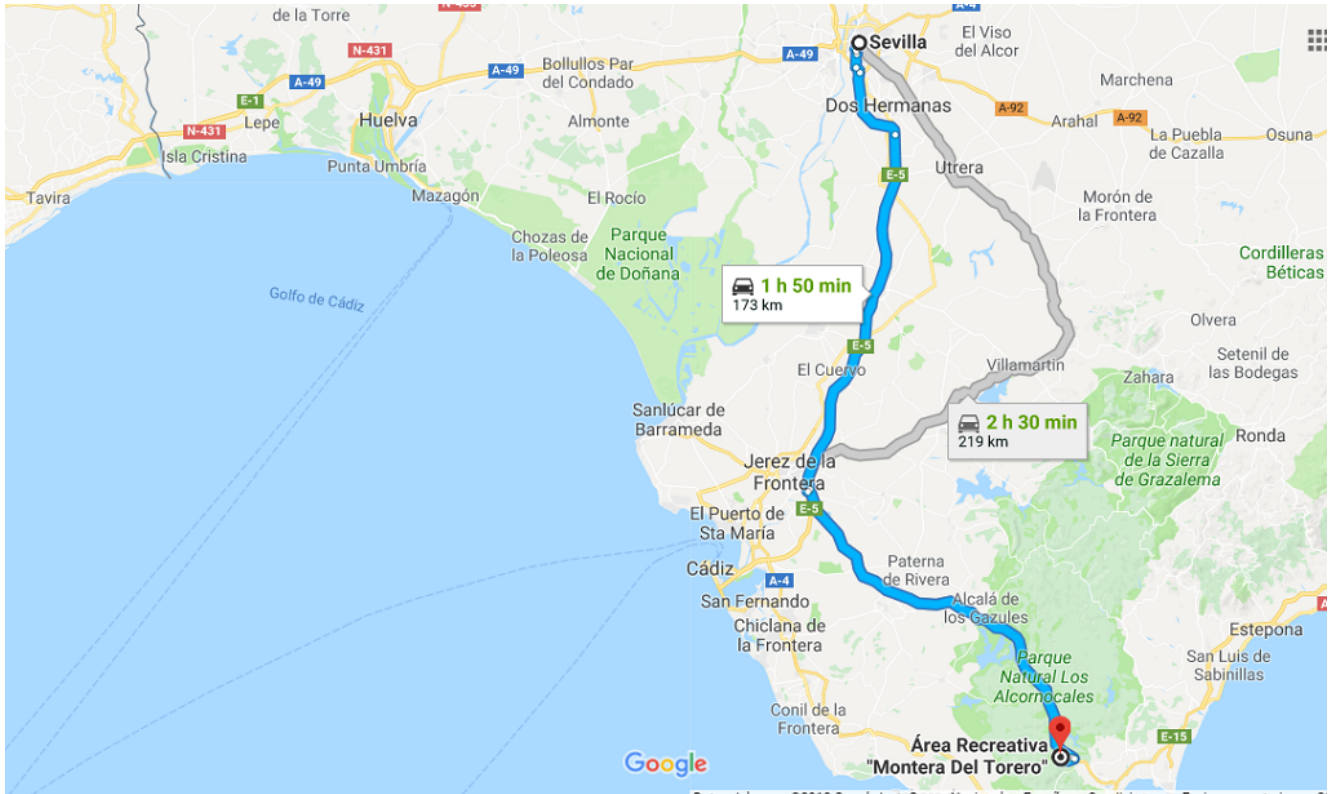 de la Torre
N-431
A-49
E-1
Lepe
N-431
Isla Cristina
Tavira
Huelva
Punta Umbría
Mazagón
A-49
Bollullos Par
del Condado
Almonte
El Rocío
Chozas de
la Poleosa
Parque
Nacional
de Doñana
Golfo de Cádiz
A-49
Sevilla
A-4
El Viso
del Alcor
Marchena
Dos Hermanas
A-92
Arahal
A-92
La Puebla
de Cazalla
Osuna
Utrera
E-5
Morón de
la Frontera
Cordilleras
Béticas
1 h 50 min
173 km
E-5
El Cuervo
Villamartin
Olvera
Setenil de
las Bodegas
Zahara
2 h 30 min
219 km
Parque natural
de la Sierra
de Grazalema
Ronda
Sanlúcar de
Barrameda
Jerez de la
Frontera
E-5
El Puerto de
Sta María
Cádiz
A-4
San Fernando
Chiclana de
la Frontera
Paterna
de Rivera
Alcalá de
los Gazules
Parque
Natural Los
Alcornocales
Estepona
San Luis de
Sabinillas
Conil de la
Frontera
E-15
Área Recreativa
"Montera Del Torero"
Google